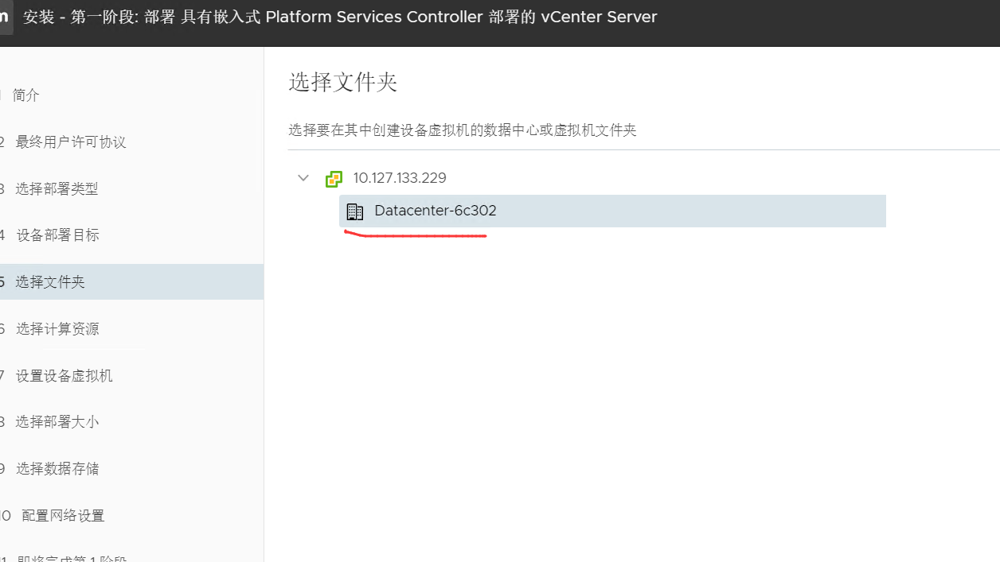 m 安装 - 第一阶段: 部署 具有嵌入式 Platform Services Controller 部署的 vCenter Server
简介
2 最终用户许可协议
3 选择部署类型
4 设备部署目标
5 选择文件夹
6 选择计算资源
7 设置设备虚拟机
8 选择部署大小
9 选择数据存储
10 配置网络设置
11 即将完成第 1 阶段
选择文件夹
选择要在其中创建设备虚拟机的数据中心或虚拟机文件夹
10.127.133.229
Datacenter-6c302